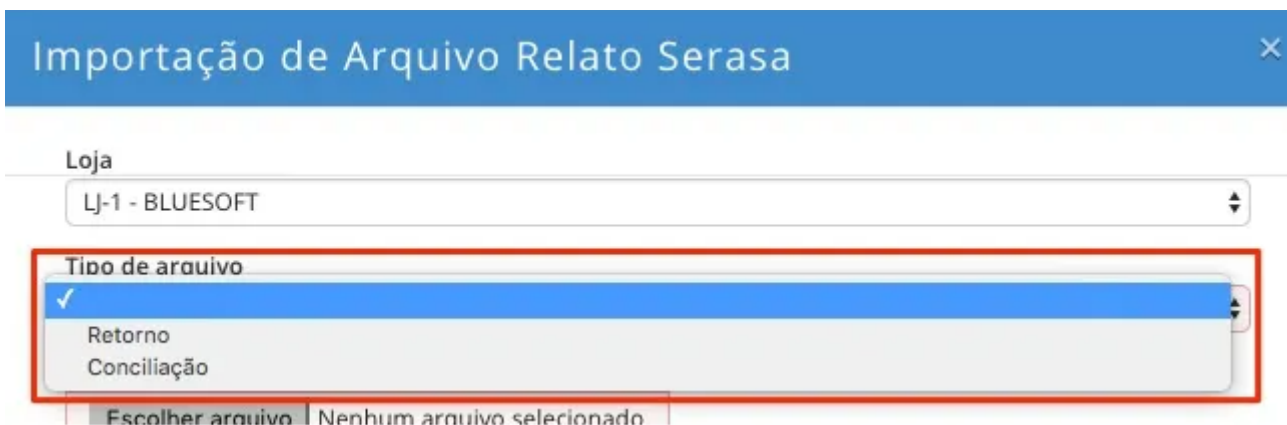 Importação de Arquivo Relato Serasa ×
Loja
LJ-1 - BLUESOFT
Tipo de arquivo
✓
Retorno
Conciliação
Escolher arquivo Nenhum arquivo selecionado